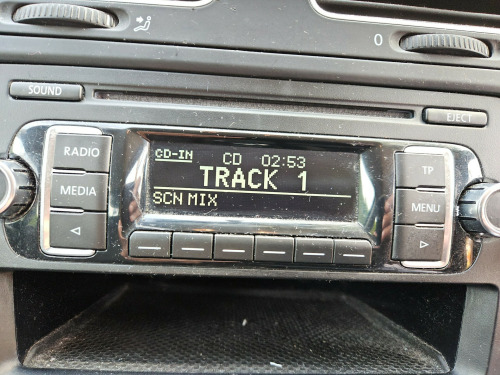 0
SOUND
EJECT
CD-IN CD 02:53
TRACK 1
SCN MIX
RADIO
MEDIA
TP
MENU